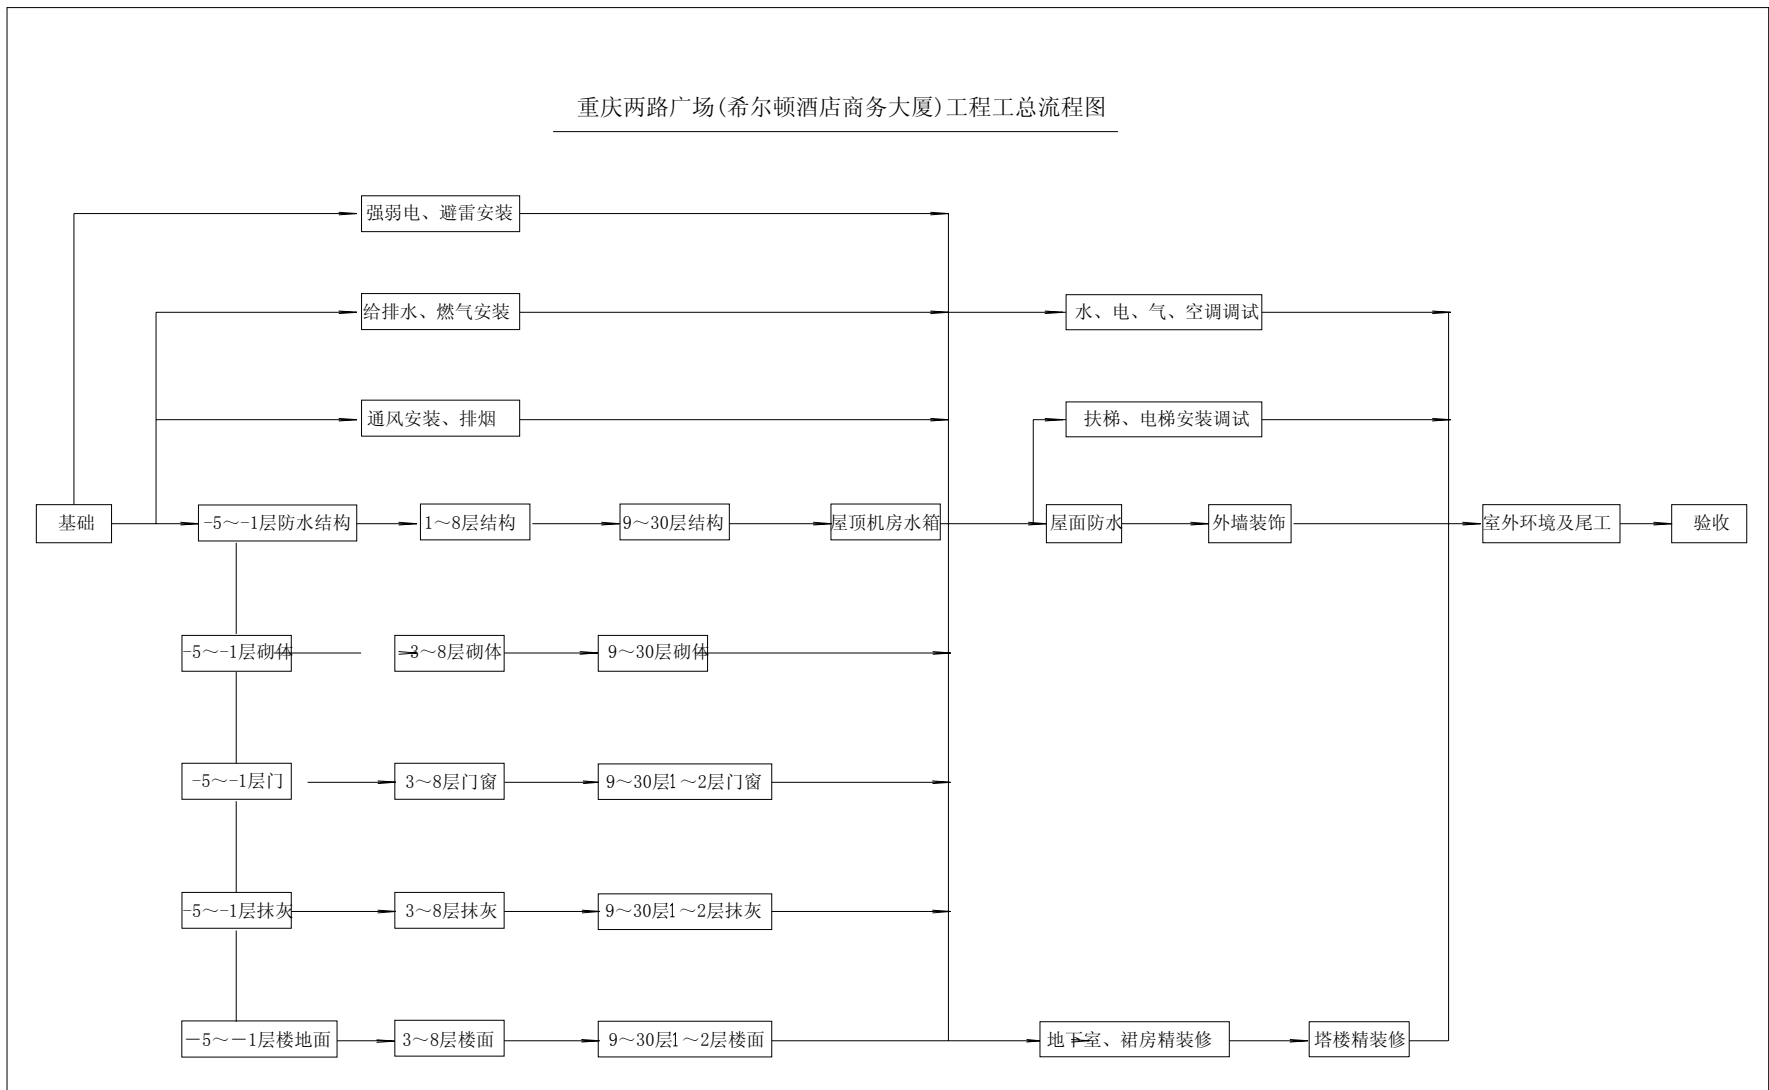 重庆两路广场(希尔顿酒店商务大厦)工程工总流程图
强弱电、避雷安装
给排水、燃气安装
水、电、气、空调调试
通风安装、排烟
扶梯、电梯安装调试
基础
-5～-1层防水结构
1～8层结构
9～30层结构
屋顶机房水箱
屋面防水
外墙装饰
室外环境及尾工
验收
-5～-1层砌体
3～8层砌体
9～30层砌体
-5～-1层门
3～8层门窗
9～30层1～2层门窗
-5～-1层抹灰
3～8层抹灰
9～30层1～2层抹灰
－5～－1层楼地面
3～8层楼面
9～30层1～2层楼面
地下室、裙房精装修
塔楼精装修